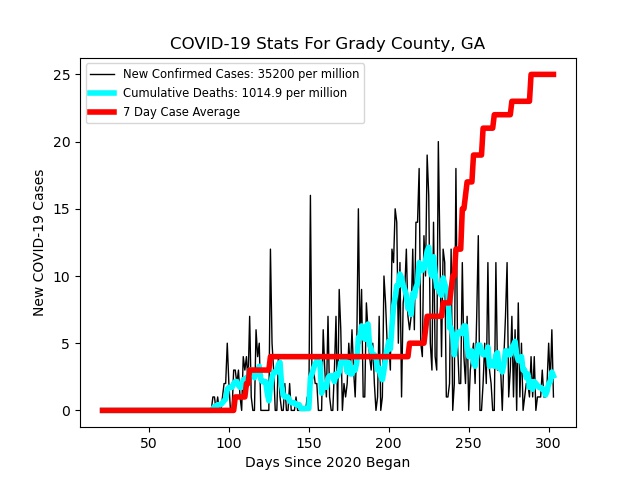 COVID-19 Stats For Grady County, GA
New Confirmed Cases: 35200 per million
Cumulative Deaths: 1014.9 per million
7 Day Case Average
New COVID-19 Cases
25
20
15
10
5
0
50
100
150
200
250
300
Days Since 2020 Began